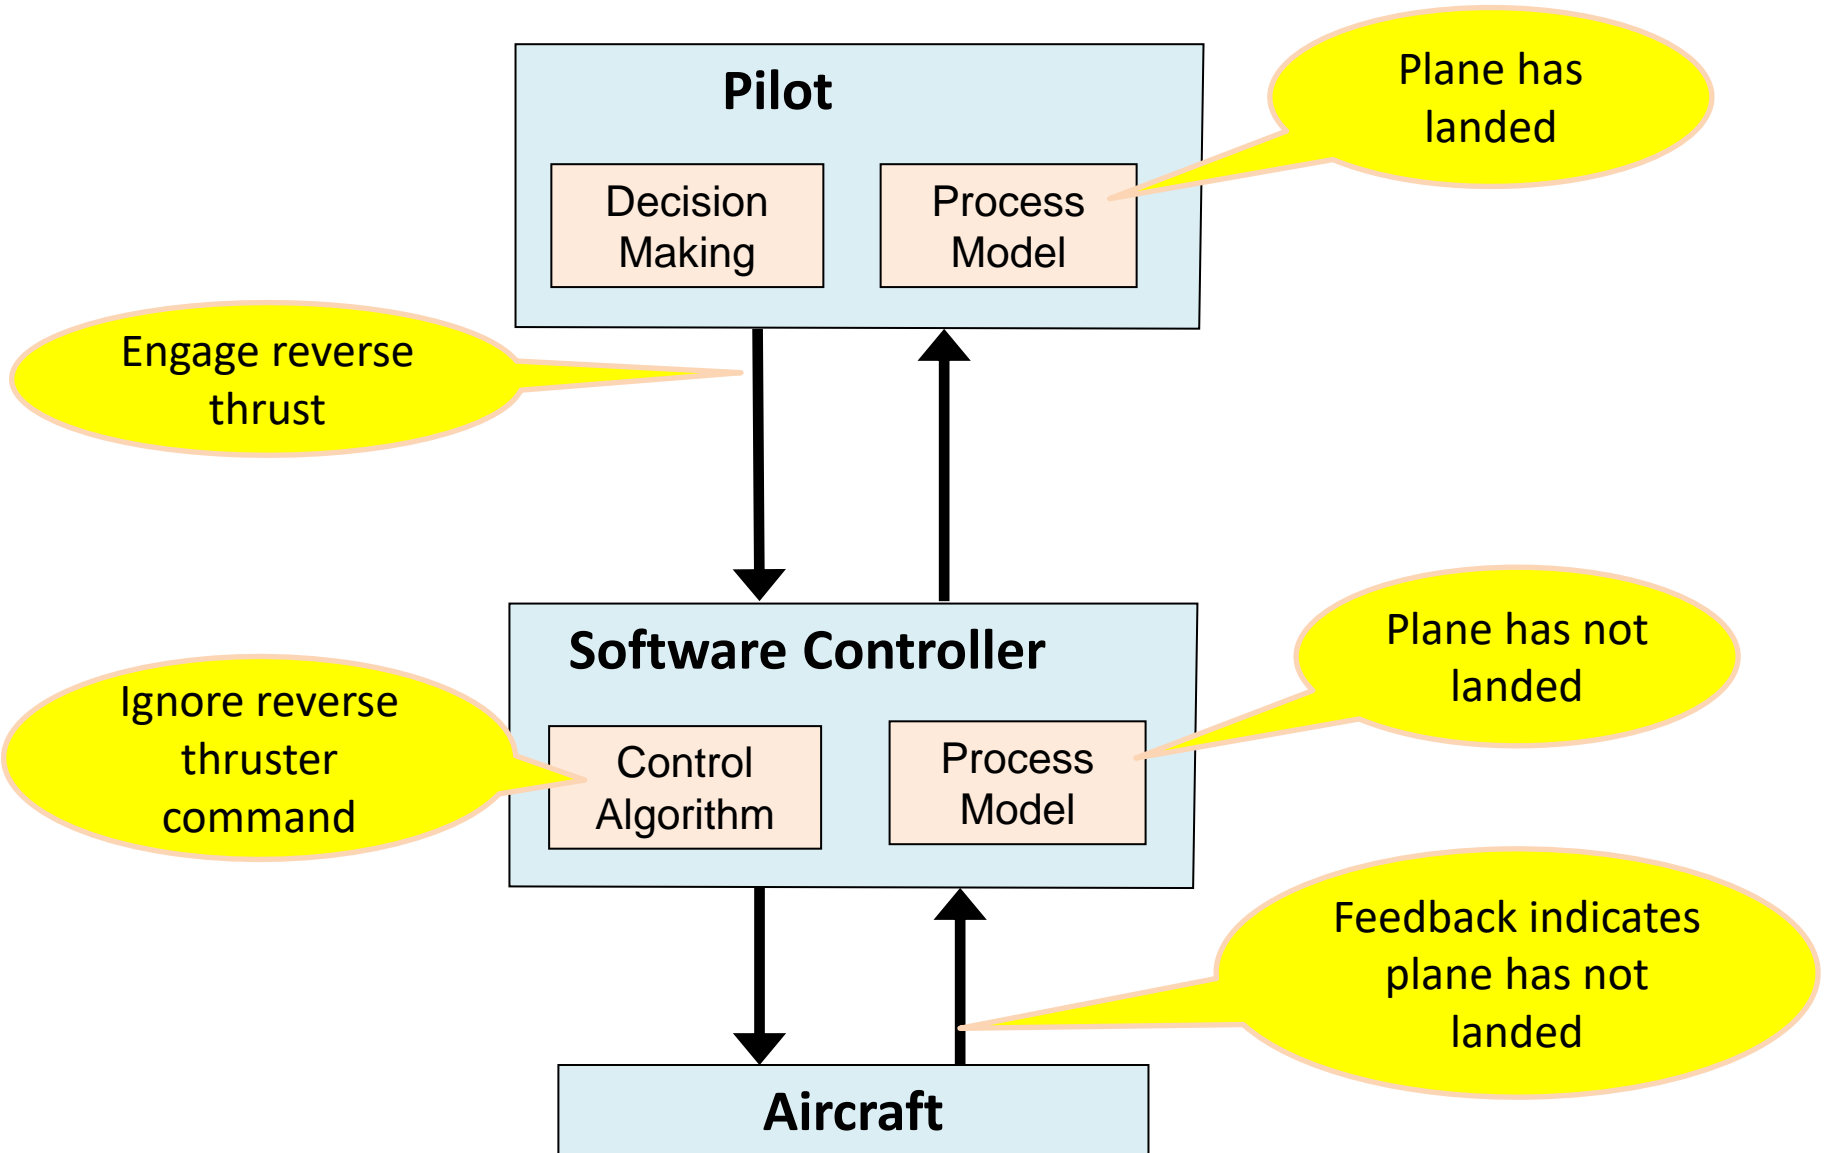 Pilot
Plane has
landed
Decision
Making
Process
Model
Engage reverse
thrust
Software Controller
Plane has not
landed
Ignore reverse
thruster
command
Control
Algorithm
Process
Model
Feedback indicates
plane has not
landed
Aircraft